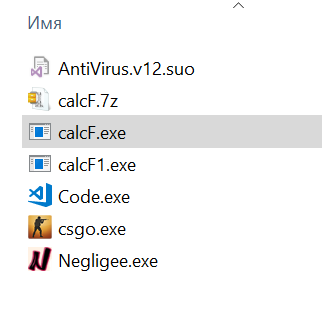 Имя
AntiVirus.v12.suo
calcF.7z
calcF.exe
calcF1.exe
Code.exe
csgo.exe
Negligee.exe